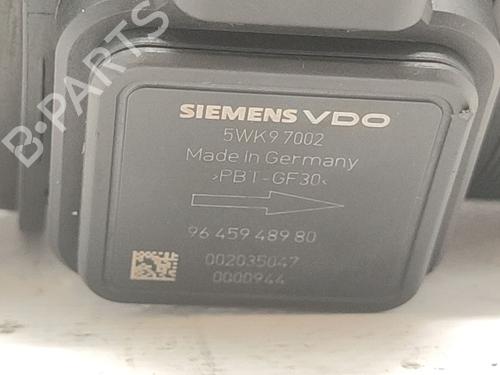 B-PARTS
SIEMENS VDO
5WK9 7002
Made in Germany
>PBT-GF30<
96 459 489 80
002035047
0000944